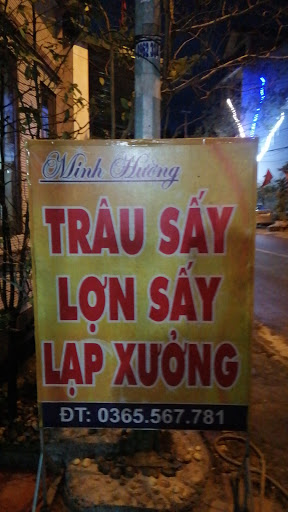 Minh Hường
TRÂU SẤY
LỢN SẤY
LẠP XƯỞNG
ĐT: 0365.567.781